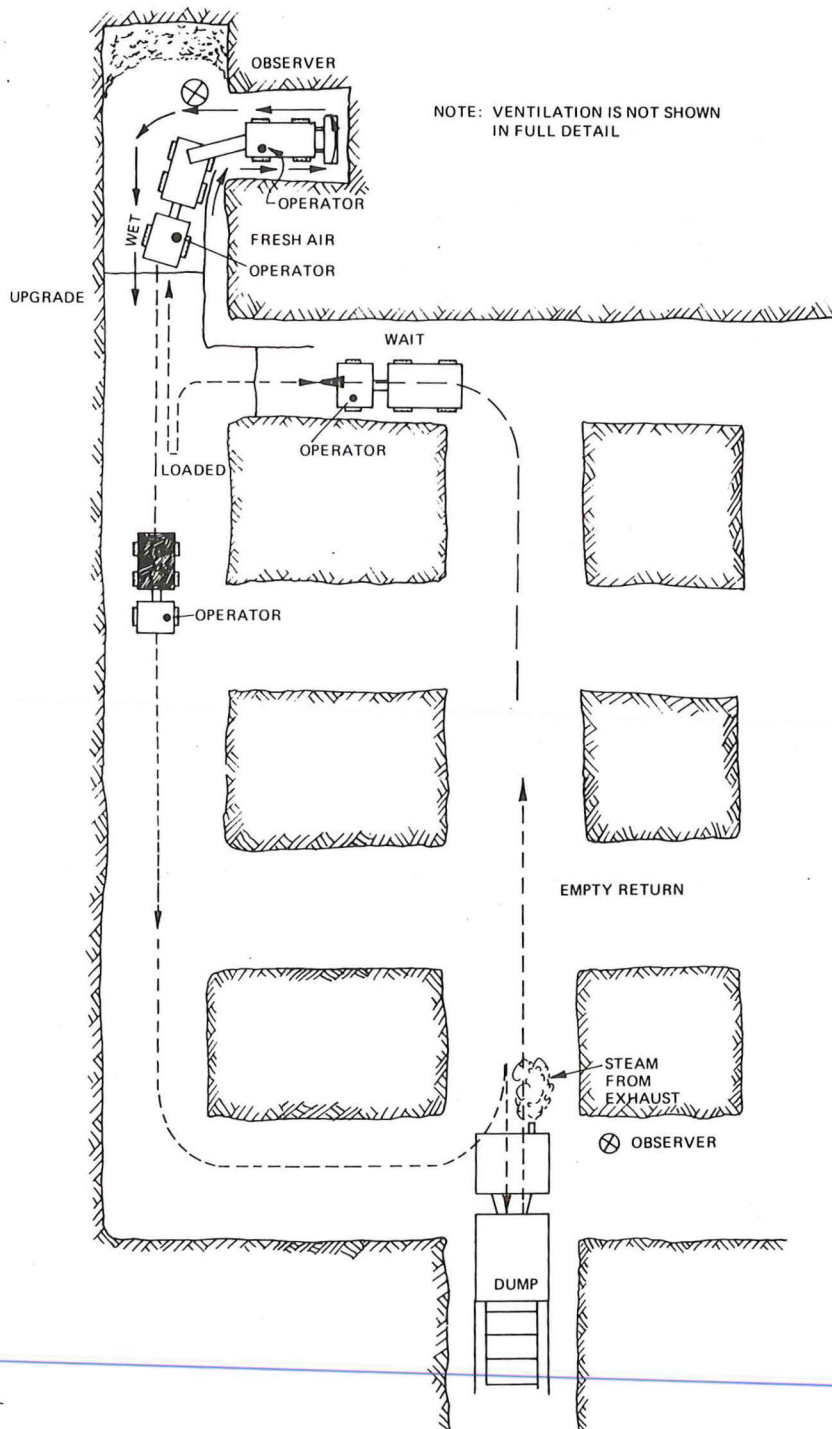 OBSERVER
NOTE: VENTILATION IS NOT SHOWN
IN FULL DETAIL
OPERATOR
WET
FRESH AIR
OPERATOR
UPGRADE
WAIT
OPERATOR
LOADED
OPERATOR
EMPTY RETURN
STEAM
FROM
EXHAUST
OBSERVER
DUMP